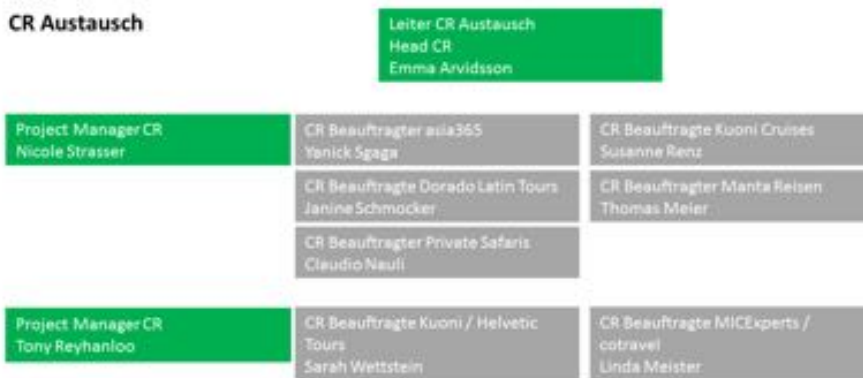 CR Austausch
Leiter CR Austausch
Head CR
Emma Arvidsson
Project Manager CR
Nicole Strasser
CR Beauftragter asia365
Yanick Sgaga
CR Beauftragte Kuoni Cruises
Susanne Renz
CR Beauftragte Dorado Latin Tours
Janine Schmocker
CR Beauftragter Manta Reisen
Thomas Meier
CR Beauftragter Private Safaris
Claudio Nauli
Project Manager CR
Tony Reyhanloo
CR Beauftragte Kuoni / Helvetic
Tours
Sarah Wettstein
CR Beauftragte MICExperts /
cotravel
Linda Meister